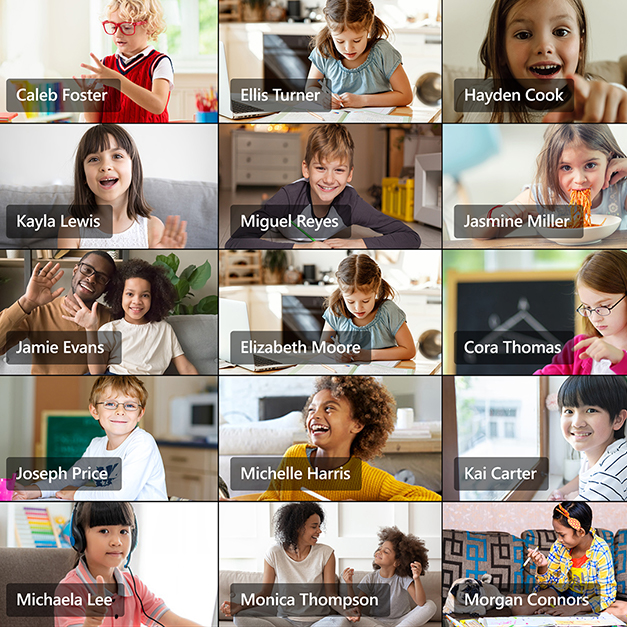 Caleb Foster
Ellis Turner
Hayden Cook
Kayla Lewis
Miguel Reyes
Jasmine Miller
Jamie Evans
Elizabeth Moore
Cora Thomas
Joseph Price
Michelle Harris
Kai Carter
Michaela Lee
Monica Thompson
Morgan Connors